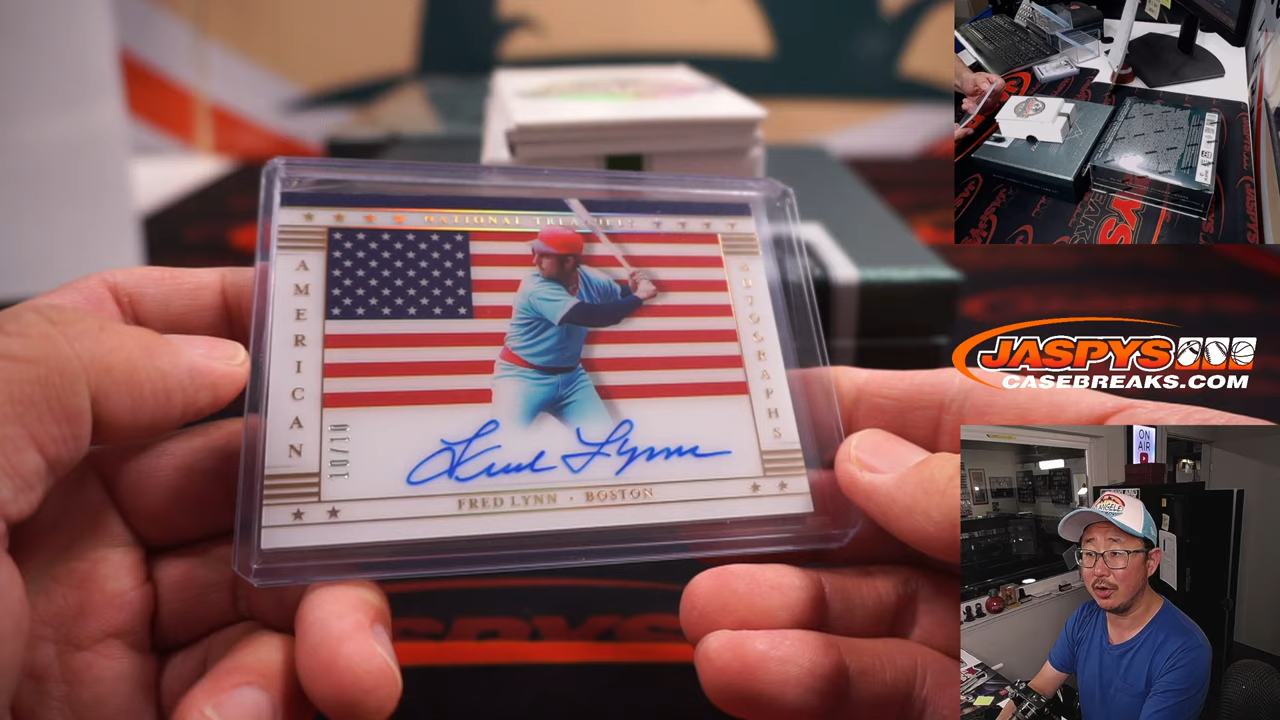 NATIONAL TREASURES
AMERICAN
AUTOGRAPHS
10/10
Fred Lynn
FRED LYNN · BOSTON
JASPYS
CASEBREAKS.COM
ON
AIR